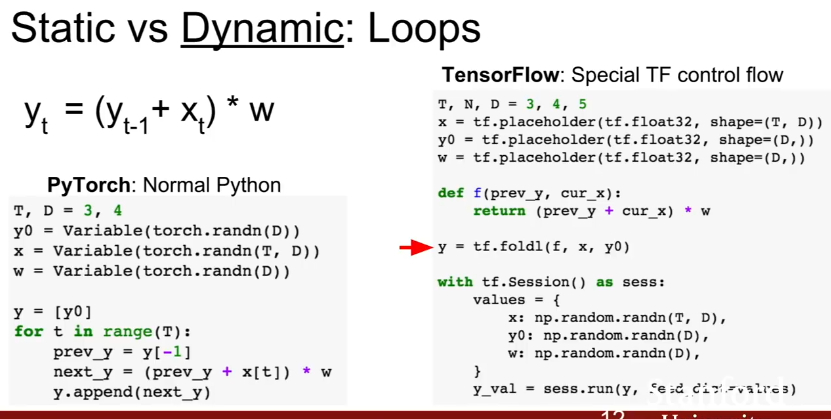 Static vs Dynamic: Loops
y_t = (y_{t-1} + x_t) * w
PyTorch: Normal Python
T, D = 3, 4
y0 = Variable(torch.randn(D))
x = Variable(torch.randn(T, D))
w = Variable(torch.randn(D))
y = [y0]
for t in range(T):
    prev_y = y[-1]
    next_y = (prev_y + x[t]) * w
    y.append(next_y)
TensorFlow: Special TF control flow
T, N, D = 3, 4, 5
x = tf.placeholder(tf.float32, shape=(T, D))
y0 = tf.placeholder(tf.float32, shape=(D,))
w = tf.placeholder(tf.float32, shape=(D,))
def f(prev_y, cur_x):
    return (prev_y + cur_x) * w
y = tf.foldl(f, x, y0)
with tf.Session() as sess:
    values = {
        x: np.random.randn(T, D),
        y0: np.random.randn(D),
        w: np.random.randn(D),
    }
    y_val = sess.run(y, feed_dict=values)
Stanford